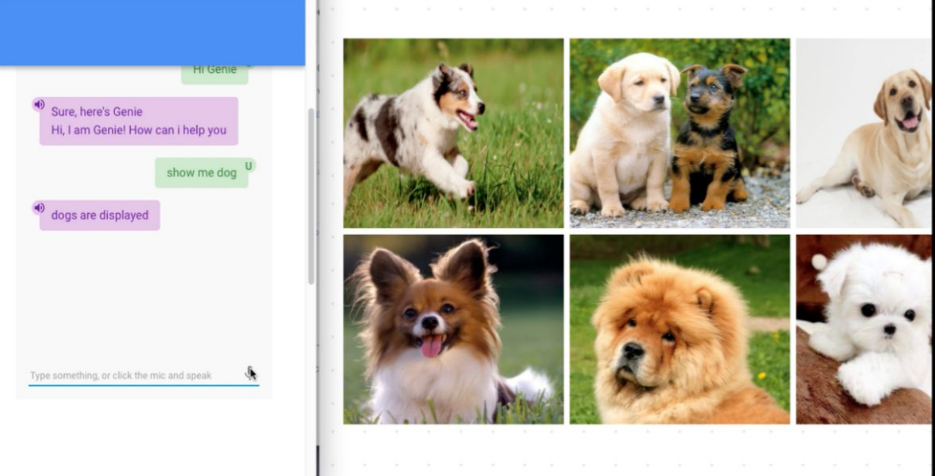 Hi Genie
Sure, here's Genie
Hi, I am Genie! How can i help you
U
show me dog
dogs are displayed
Type something, or click the mic and speak